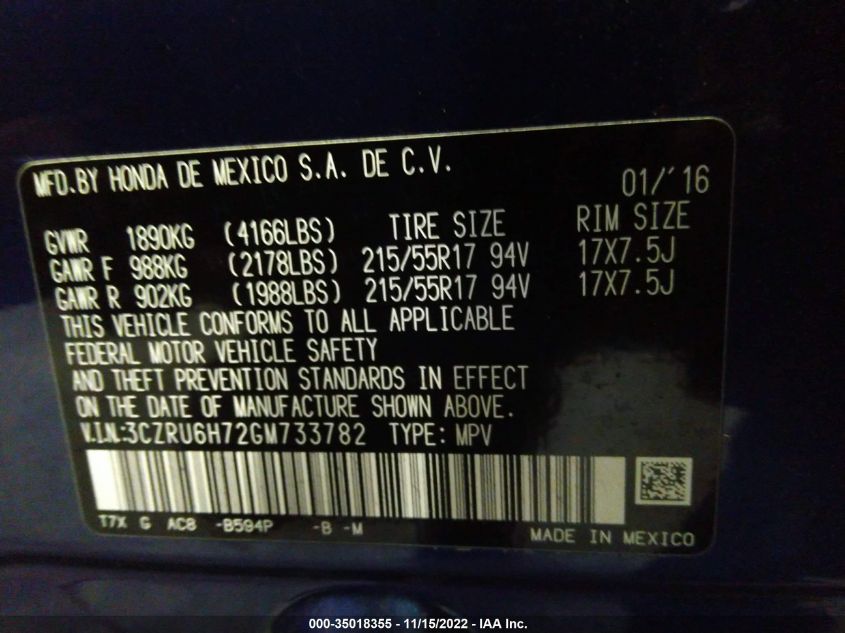 MFD.BY HONDA DE MEXICO S.A. DE C.V. 01/'16
GVWR 1890KG (4166LBS) TIRE SIZE RIM SIZE
GAWR F 988KG (2178LBS) 215/55R17 94V 17X7.5J
GAWR R 902KG (1988LBS) 215/55R17 94V 17X7.5J
THIS VEHICLE CONFORMS TO ALL APPLICABLE
FEDERAL MOTOR VEHICLE SAFETY
AND THEFT PREVENTION STANDARDS IN EFFECT
ON THE DATE OF MANUFACTURE SHOWN ABOVE.
V.I.N.:3CZRU6H72GM733782 TYPE: MPV
T7X G AC8 -B594P -B -M
MADE IN MEXICO
000-35018355 - 11/15/2022 - IAA Inc.